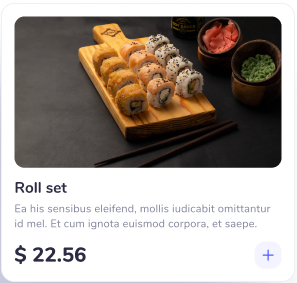 Roll set
Ea his sensibus eleifend, mollis iudicabit omittantur
id mel. Et cum ignota euismod corpora, et saepe.
$ 22.56